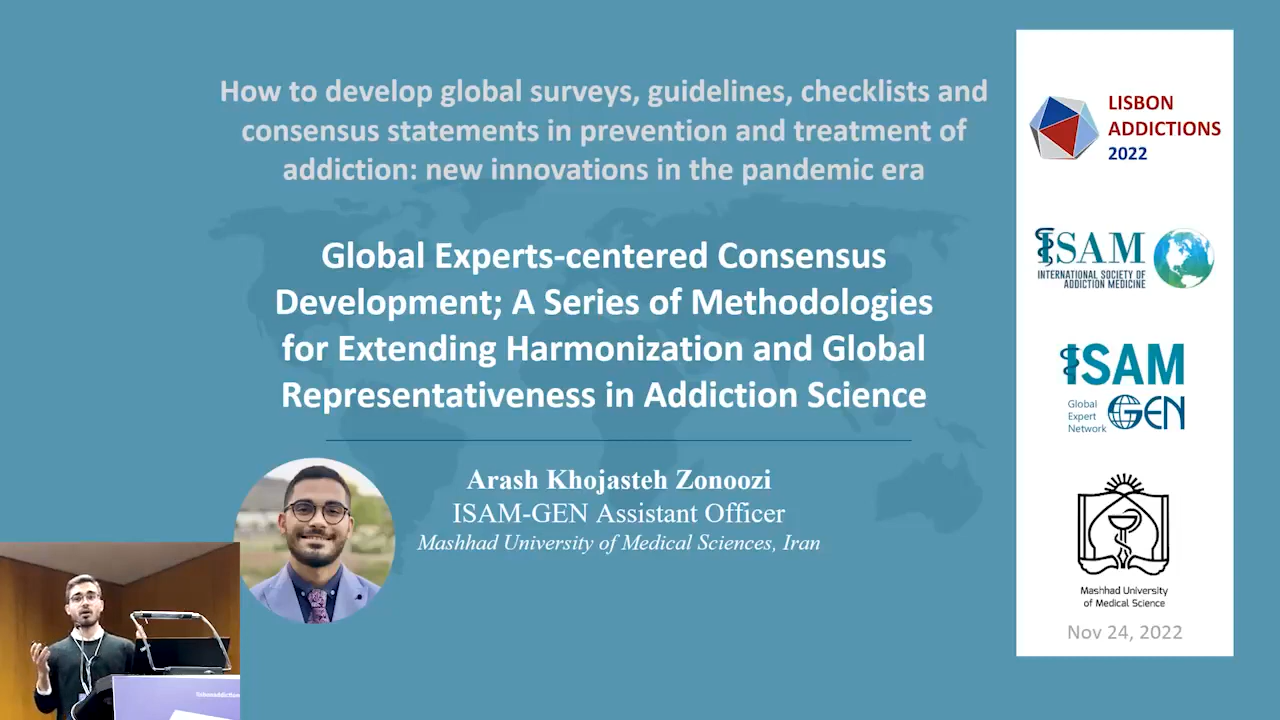 How to develop global surveys, guidelines, checklists and
consensus statements in prevention and treatment of
addiction: new innovations in the pandemic era
Global Experts-centered Consensus
Development; A Series of Methodologies
for Extending Harmonization and Global
Representativeness in Addiction Science
Arash Khojasteh Zonoozi
ISAM-GEN Assistant Officer
Mashhad University of Medical Sciences, Iran
LISBON
ADDICTIONS
2022
ISAM
INTERNATIONAL SOCIETY OF
ADDICTION MEDICINE
ISAM
Global
Expert
Network
GEN
Mashhad University
of Medical Science
Nov 24, 2022